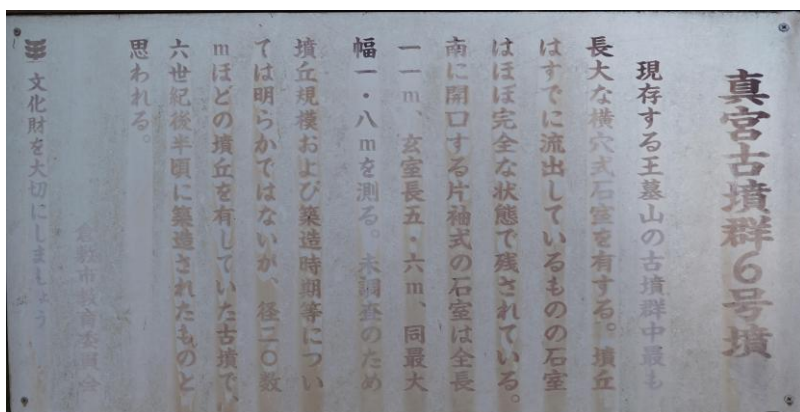 真宮古墳群6号墳
現存する王墓山の古墳群中最も
長大な横穴式石室を有する。墳丘
はすでに流出しているものの石室
はほぼ完全な状態で残されている。
南に開口する片袖式の石室は全長
一一m、玄室長五・六m、同最大
幅一・八mを測る。未調査のため
墳丘規模および築造時期等につい
ては明らかではないが、径二〇数
mほどの墳丘を有していた古墳で、
六世紀後半頃に築造されたものと
思われる。
倉敷市教育委員会
文化財を大切にしましょう